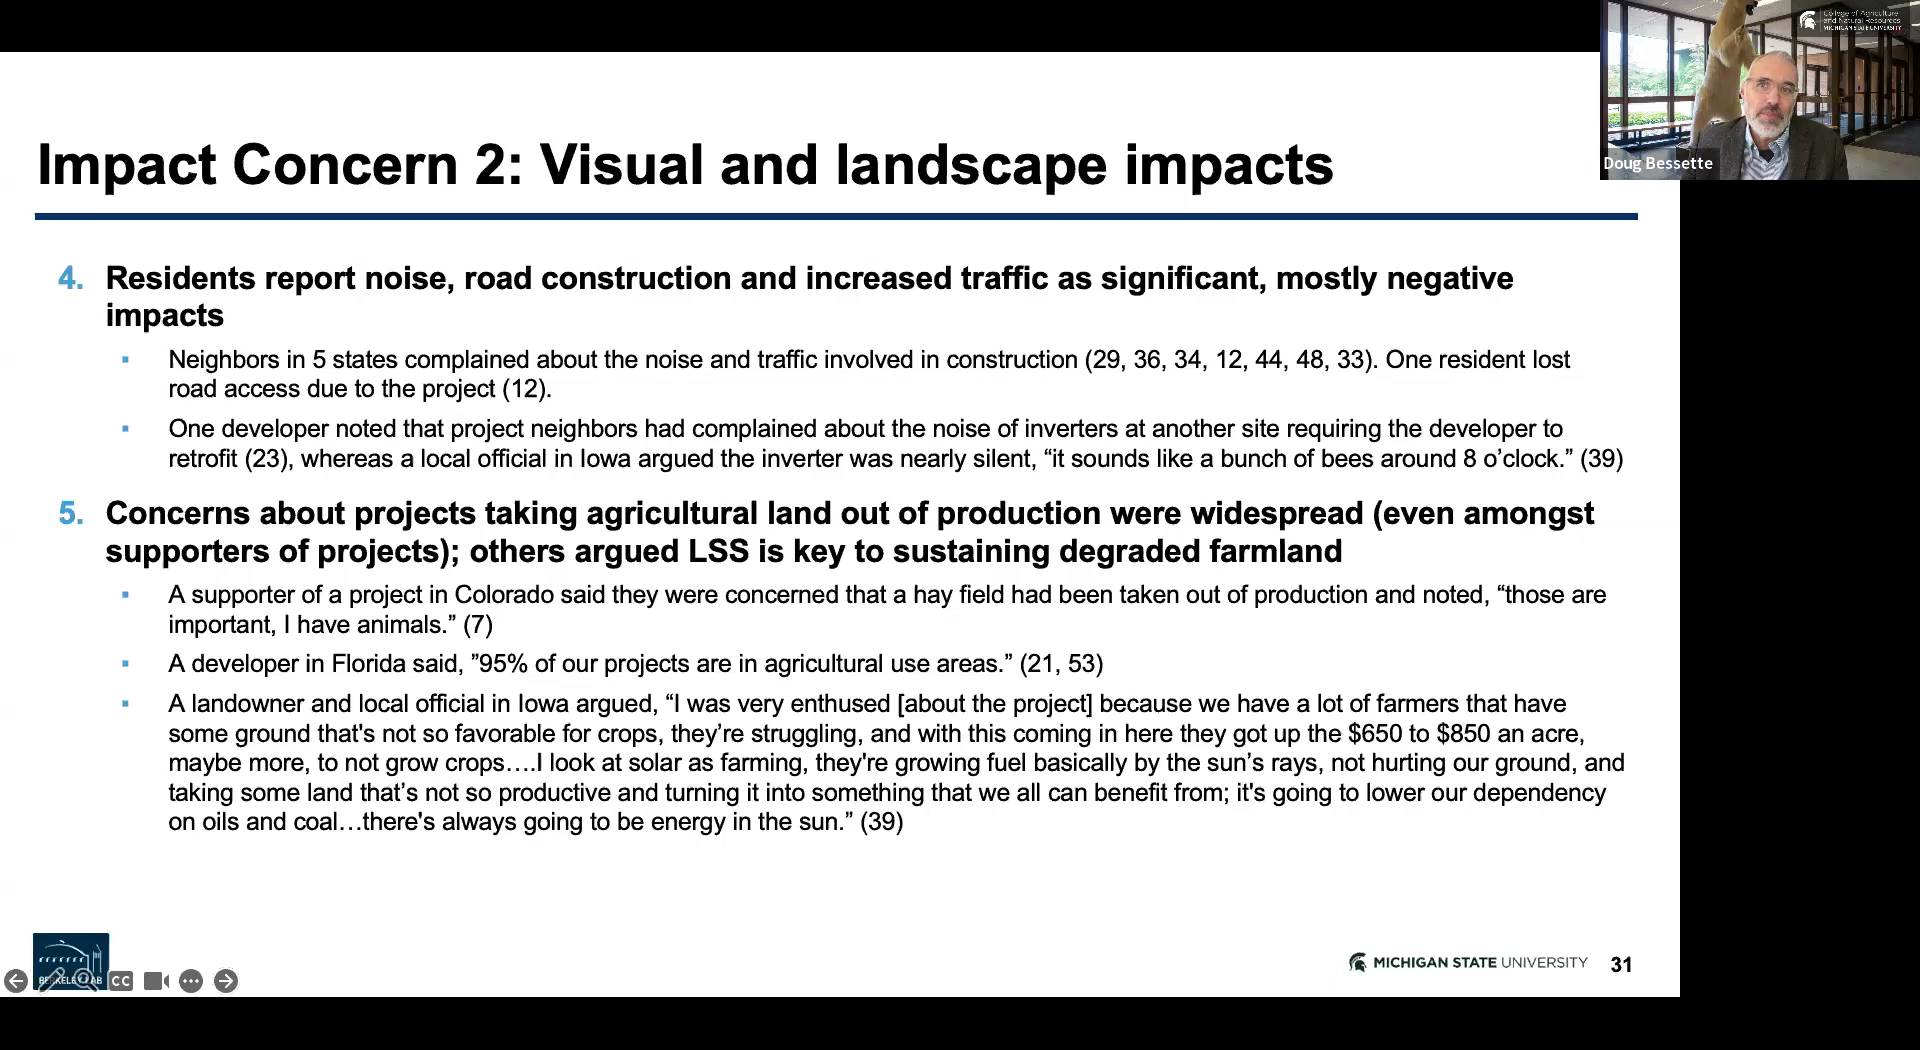 College of Agriculture
and Natural Resources
MICHIGAN STATE UNIVERSITY
Doug Bessette
Impact Concern 2: Visual and landscape impacts
4. Residents report noise, road construction and increased traffic as significant, mostly negative
impacts
▪ Neighbors in 5 states complained about the noise and traffic involved in construction (29, 36, 34, 12, 44, 48, 33). One resident lost
road access due to the project (12).
▪ One developer noted that project neighbors had complained about the noise of inverters at another site requiring the developer to
retrofit (23), whereas a local official in Iowa argued the inverter was nearly silent, “it sounds like a bunch of bees around 8 o’clock.” (39)
5. Concerns about projects taking agricultural land out of production were widespread (even amongst
supporters of projects); others argued LSS is key to sustaining degraded farmland
▪ A supporter of a project in Colorado said they were concerned that a hay field had been taken out of production and noted, “those are
important, I have animals.” (7)
▪ A developer in Florida said, ”95% of our projects are in agricultural use areas.” (21, 53)
▪ A landowner and local official in Iowa argued, “I was very enthused [about the project] because we have a lot of farmers that have
some ground that's not so favorable for crops, they’re struggling, and with this coming in here they got up the $650 to $850 an acre,
maybe more, to not grow crops….I look at solar as farming, they're growing fuel basically by the sun’s rays, not hurting our ground, and
taking some land that’s not so productive and turning it into something that we all can benefit from; it's going to lower our dependency
on oils and coal…there's always going to be energy in the sun.” (39)
BERKELEY LAB
CC
MICHIGAN STATE UNIVERSITY
31